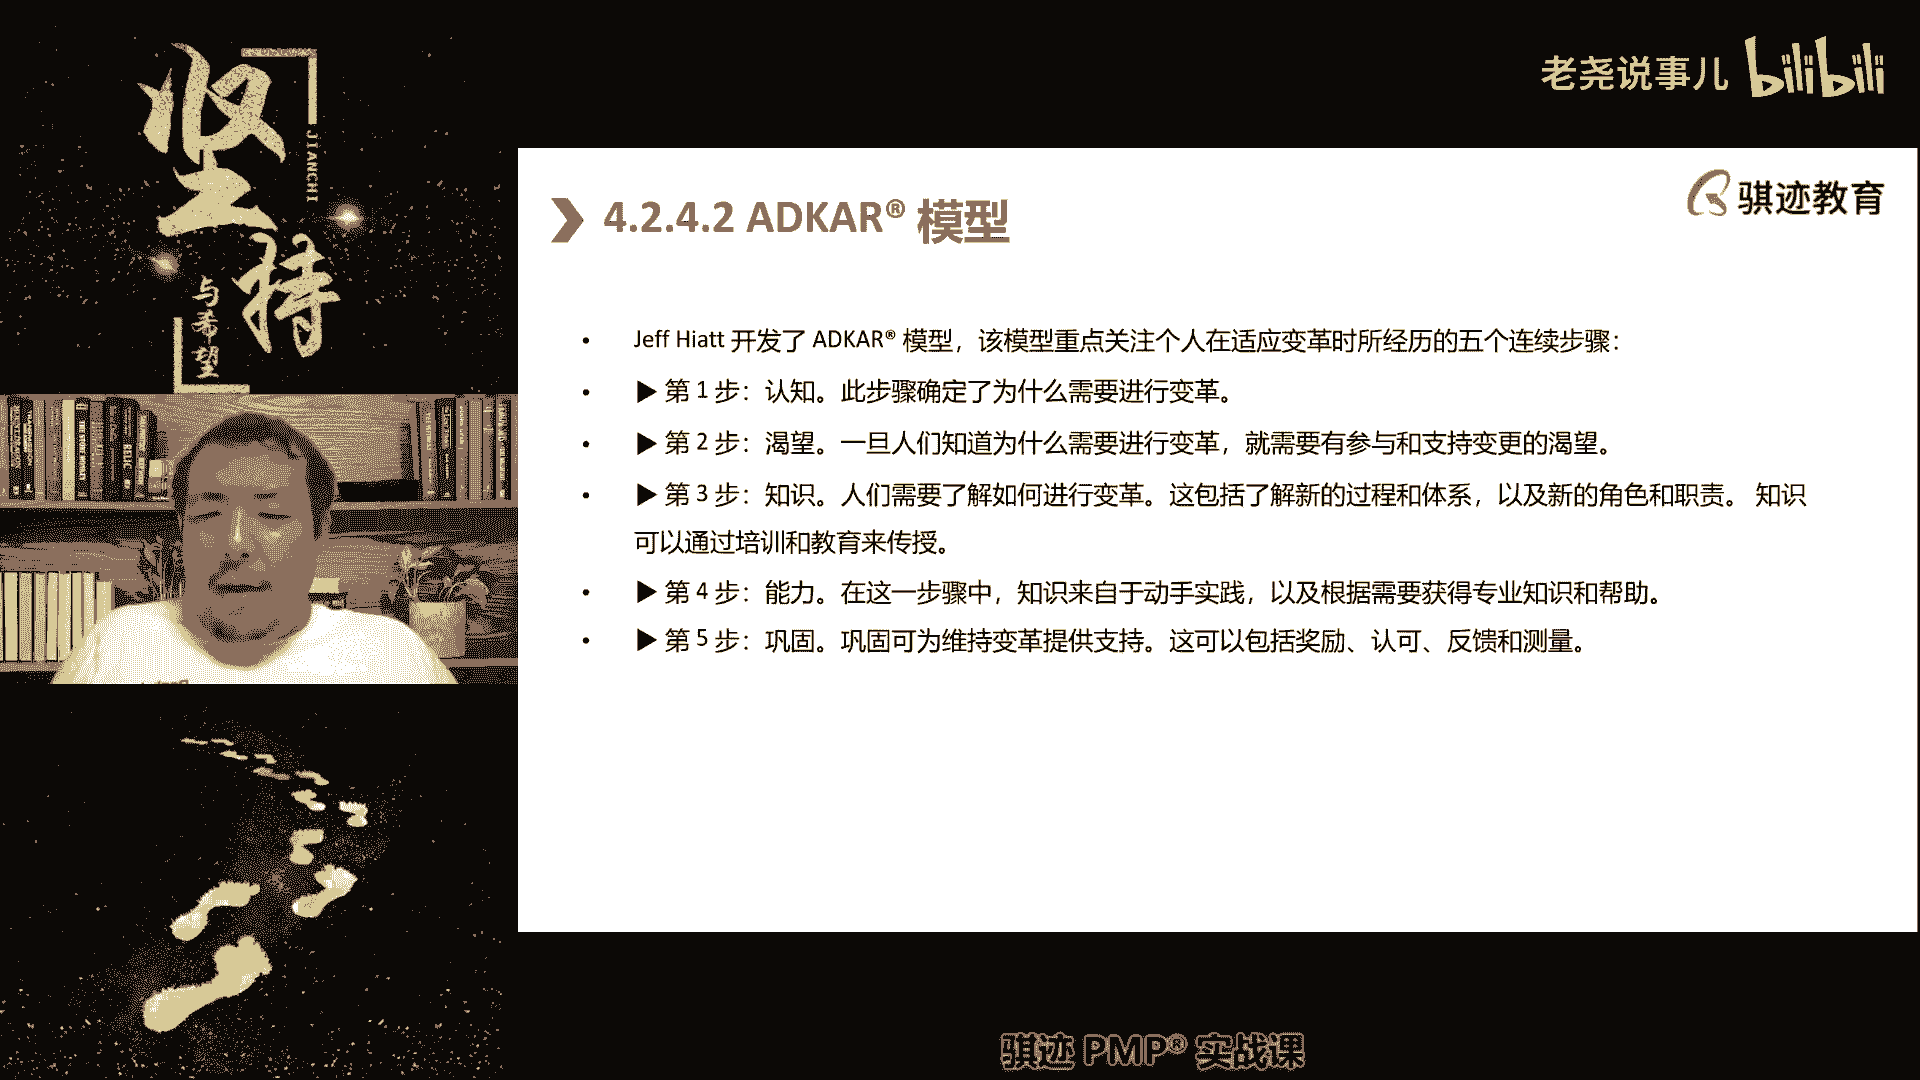 坚持
JIANCHI
与希望
老尧说事儿 bilibili
骐迹教育
4.2.4.2 ADKAR® 模型
• Jeff Hiatt 开发了 ADKAR® 模型，该模型重点关注个人在适应变革时所经历的五个连续步骤：
• ▶ 第 1 步：认知。此步骤确定了为什么需要进行变革。
• ▶ 第 2 步：渴望。一旦人们知道为什么需要进行变革，就需要有参与和支持变更的渴望。
• ▶ 第 3 步：知识。人们需要了解如何进行变革。这包括了解新的过程和体系，以及新的角色和职责。 知识
可以通过培训和教育来传授。
• ▶ 第 4 步：能力。在这一步骤中，知识来自于动手实践，以及根据需要获得专业知识和帮助。
• ▶ 第 5 步：巩固。巩固可为维持变革提供支持。这可以包括奖励、认可、反馈和测量。
骐迹 PMP® 实战课